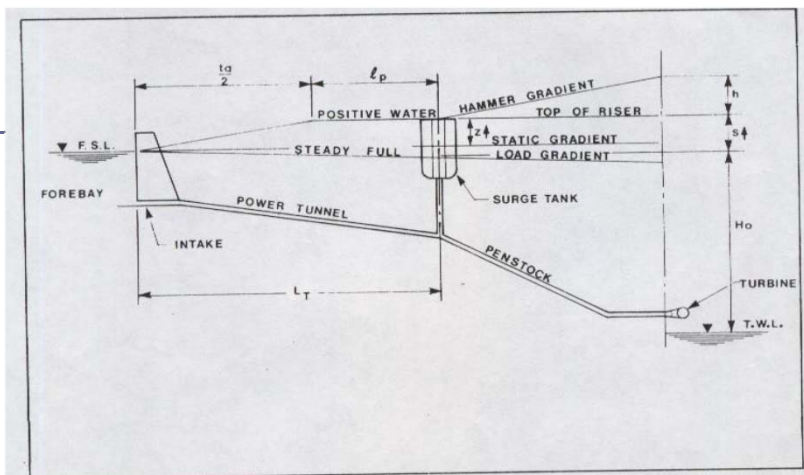 ta
2
ℓp
HAMMER GRADIENT
h
POSITIVE WATER
TOP OF RISER
F.S.L.
z
STATIC GRADIENT
s
STEADY FULL
LOAD GRADIENT
FOREBAY
POWER TUNNEL
SURGE TANK
Ho
INTAKE
PENSTOCK
LT
TURBINE
T.W.L.